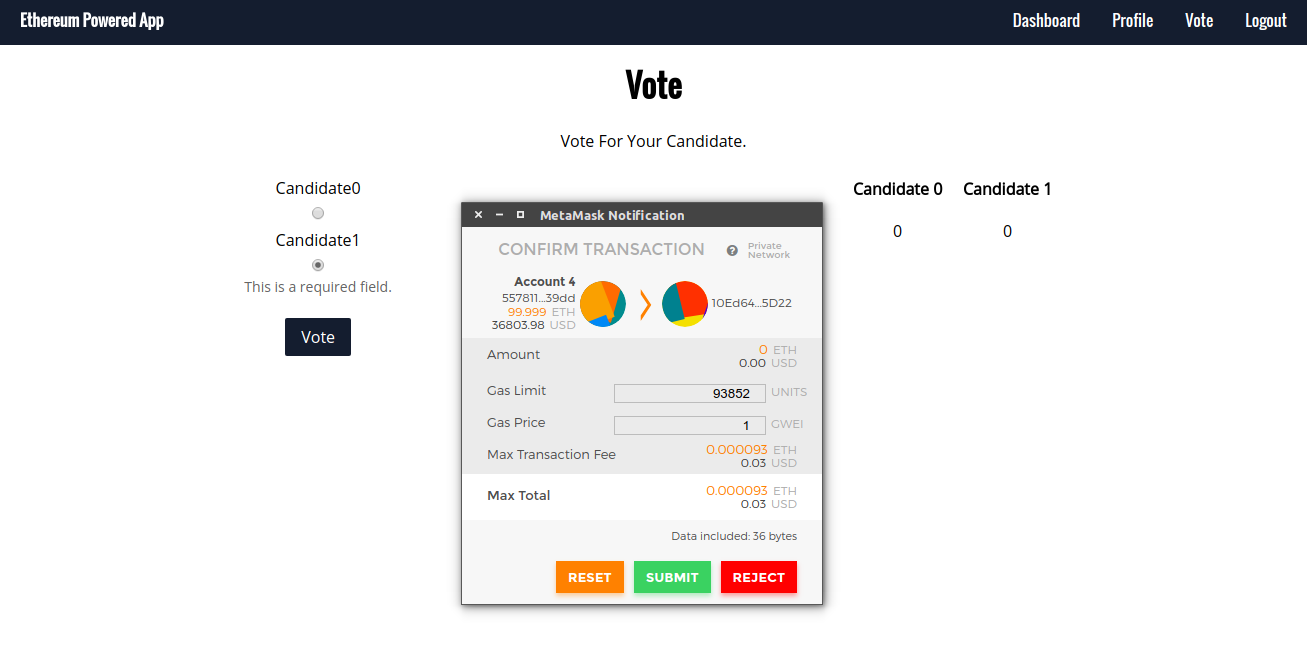 Ethereum Powered App
Dashboard Profile Vote Logout
Vote
Vote For Your Candidate.
Candidate0
Candidate1
This is a required field.
Vote
MetaMask Notification
CONFIRM TRANSACTION
? Private
Network
Account 4
557811...39dd
99.999 ETH
36803.98 USD
10Ed64...5D22
Amount
0 ETH
0.00 USD
Gas Limit 93852 UNITS
Gas Price 1 GWEI
Max Transaction Fee
0.000093 ETH
0.03 USD
Max Total
0.000093 ETH
0.03 USD
Data included: 36 bytes
RESET SUBMIT REJECT
Candidate 0 Candidate 1
0 0